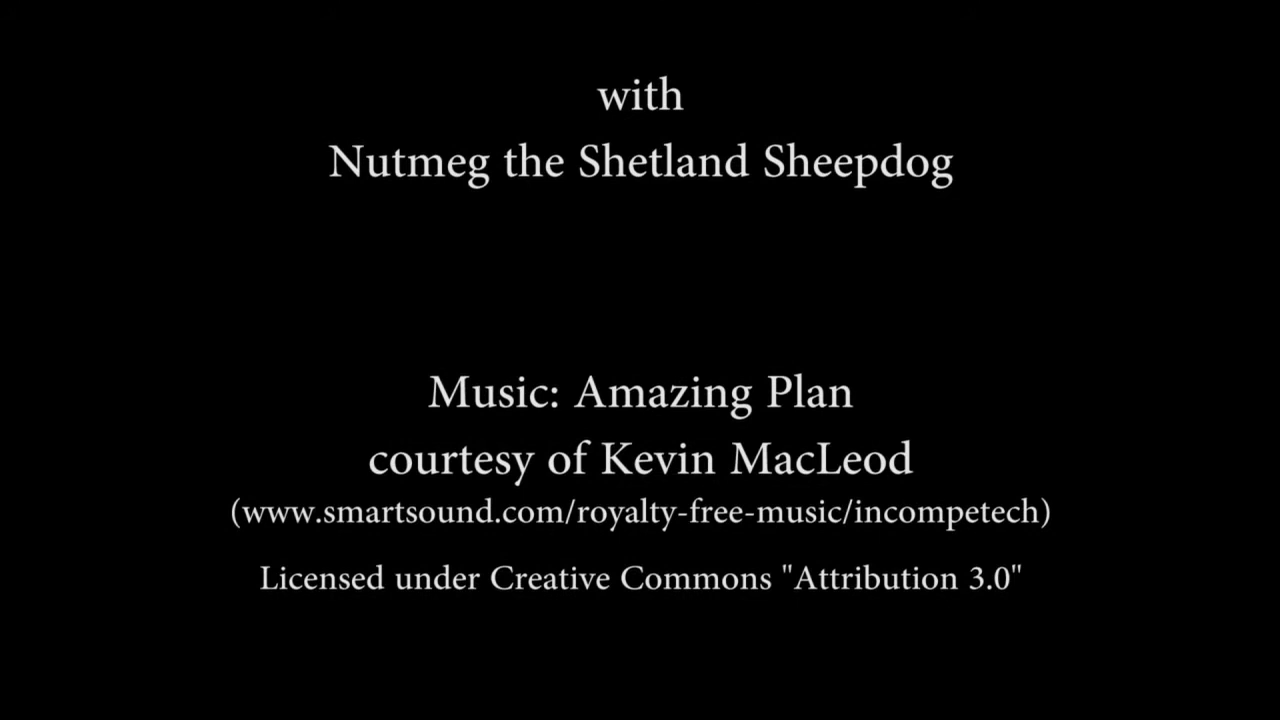 with
Nutmeg the Shetland Sheepdog
Music: Amazing Plan
courtesy of Kevin MacLeod
(www.smartsound.com/royalty-free-music/incompetech)
Licensed under Creative Commons "Attribution 3.0"